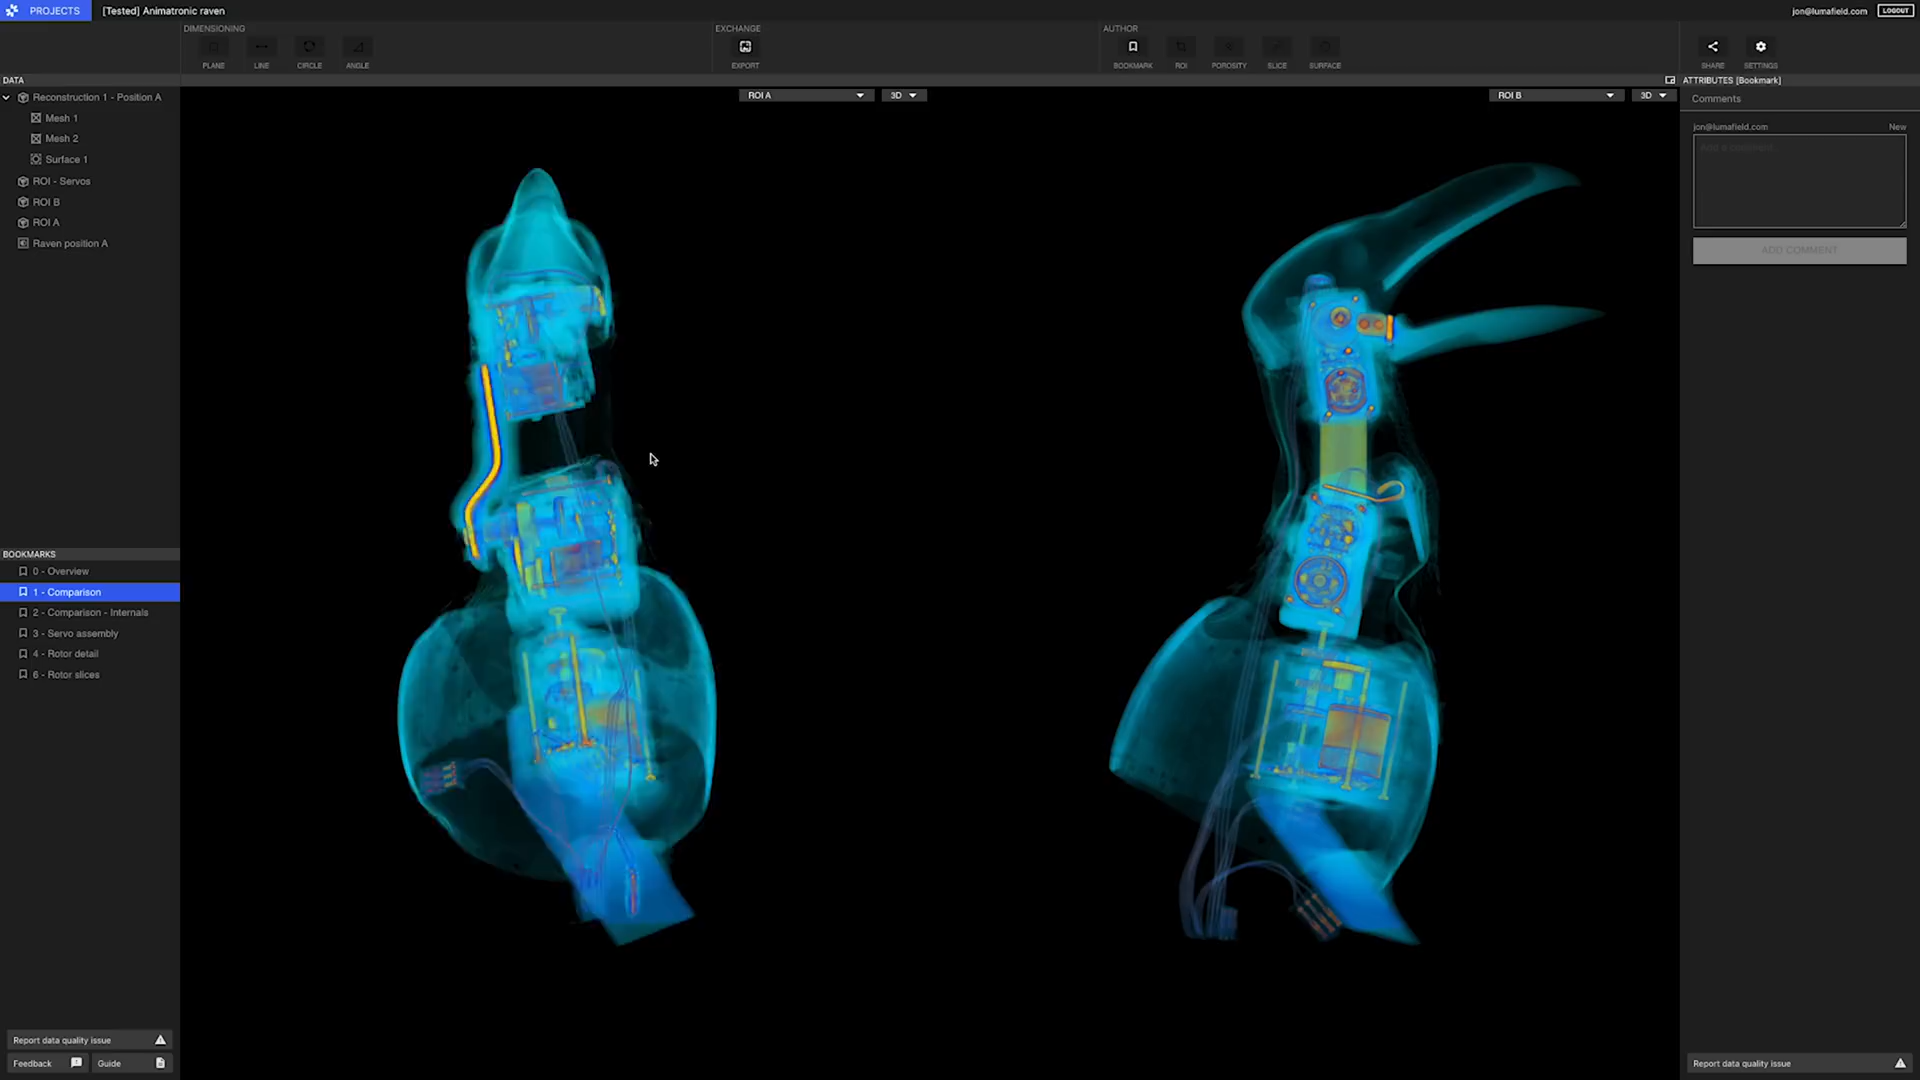 PROJECTS
[Tested] Animatronic raven
jon@lumafield.com
LOGOUT
DIMENSIONING
PLANE
LINE
CIRCLE
ANGLE
EXCHANGE
EXPORT
AUTHOR
BOOKMARK
ROI
POROSITY
SLICE
SURFACE
SHARE
SETTINGS
DATA
Reconstruction 1 - Position A
Mesh 1
Mesh 2
Surface 1
ROI - Servos
ROI B
ROI A
Raven position A
BOOKMARKS
0 - Overview
1 - Comparison
2 - Comparison - Internals
3 - Servo assembly
4 - Rotor detail
6 - Rotor slices
Report data quality issue
Feedback
Guide
ROI A
3D
ROI B
3D
ATTRIBUTES [Bookmark]
Comments
jon@lumafield.com
New
Add a comment...
ADD COMMENT
Report data quality issue